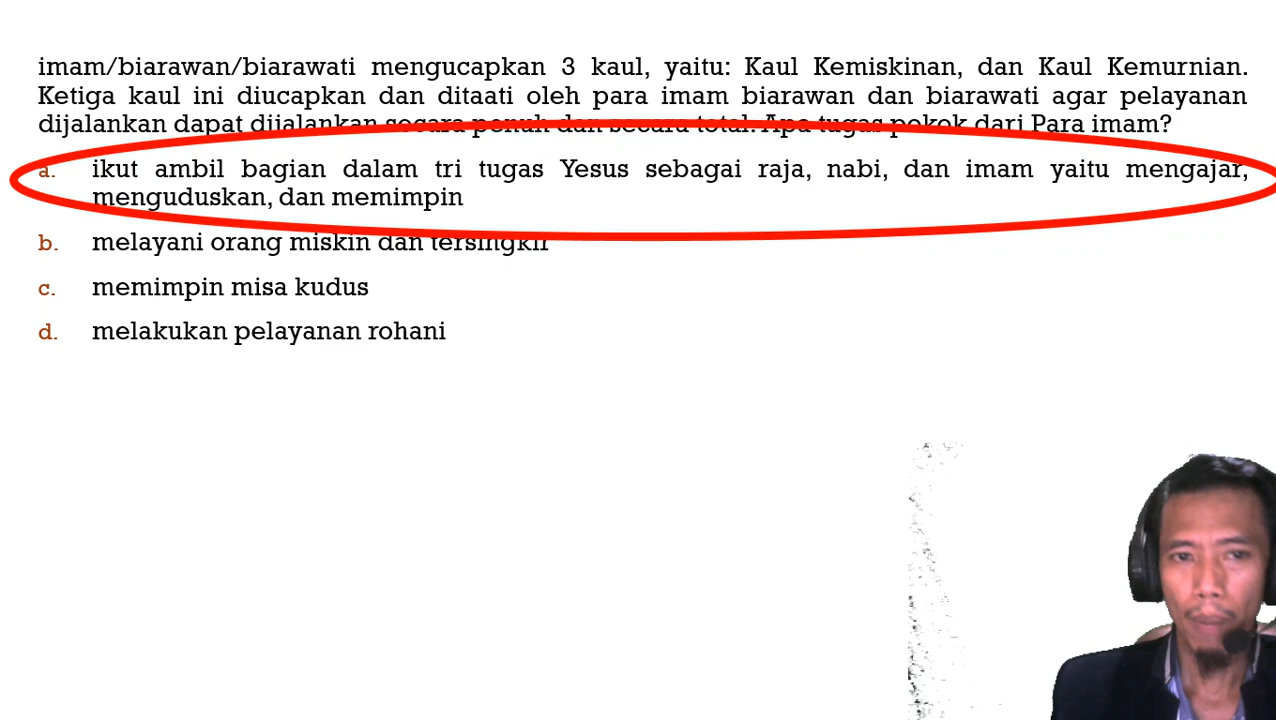 imam/biarawan/biarawati mengucapkan 3 kaul, yaitu: Kaul Kemiskinan, dan Kaul Kemurnian.
Ketiga kaul ini diucapkan dan ditaati oleh para imam biarawan dan biarawati agar pelayanan
dijalankan dapat dijalankan secara penuh dan secara total. Apa tugas pokok dari Para imam?
a. ikut ambil bagian dalam tri tugas Yesus sebagai raja, nabi, dan imam yaitu mengajar,
menguduskan, dan memimpin
b. melayani orang miskin dan tersingkir
c. memimpin misa kudus
d. melakukan pelayanan rohani